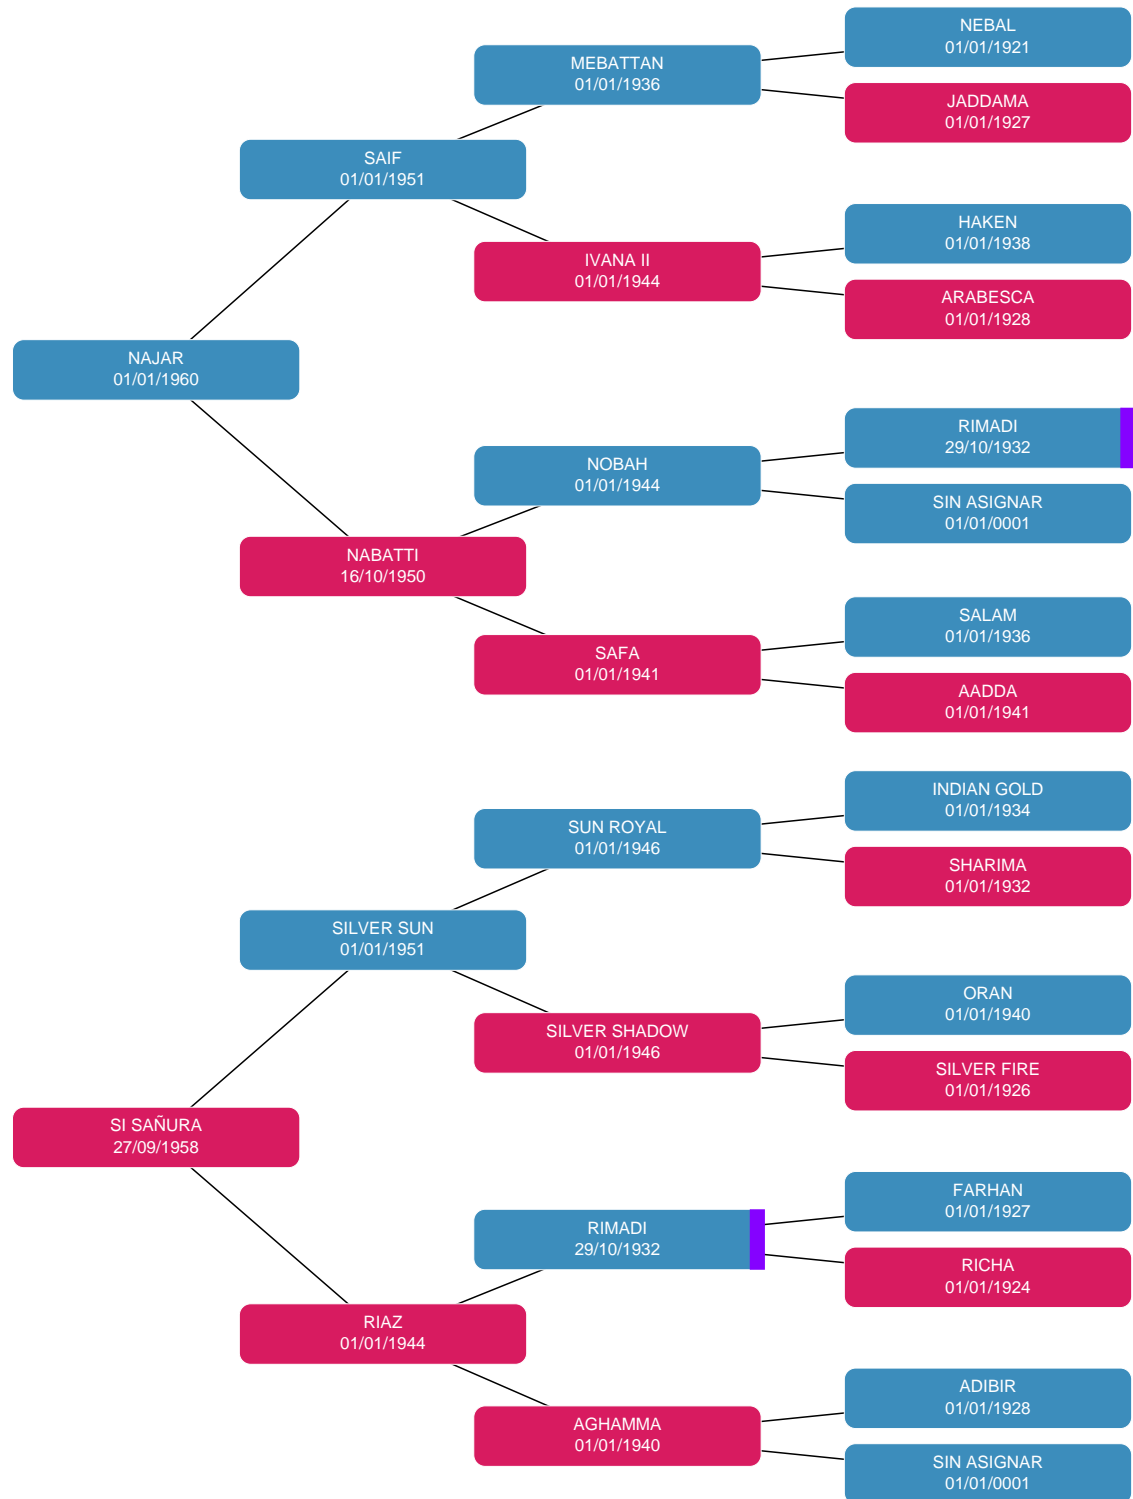 NEBAL
01/01/1921
MEBATTAN
01/01/1936
JADDAMA
01/01/1927
SAIF
01/01/1951
HAKEN
01/01/1938
IVANA II
01/01/1944
ARABESCA
01/01/1928
NAJAR
01/01/1960
RIMADI
29/10/1932
NOBAH
01/01/1944
SIN ASIGNAR
01/01/0001
NABATTI
16/10/1950
SALAM
01/01/1936
SAFA
01/01/1941
AADDA
01/01/1941
INDIAN GOLD
01/01/1934
SUN ROYAL
01/01/1946
SHARIMA
01/01/1932
SILVER SUN
01/01/1951
ORAN
01/01/1940
SILVER SHADOW
01/01/1946
SILVER FIRE
01/01/1926
SI SAÑURA
27/09/1958
FARHAN
01/01/1927
RIMADI
29/10/1932
RICHA
01/01/1924
RIAZ
01/01/1944
ADIBIR
01/01/1928
AGHAMMA
01/01/1940
SIN ASIGNAR
01/01/0001